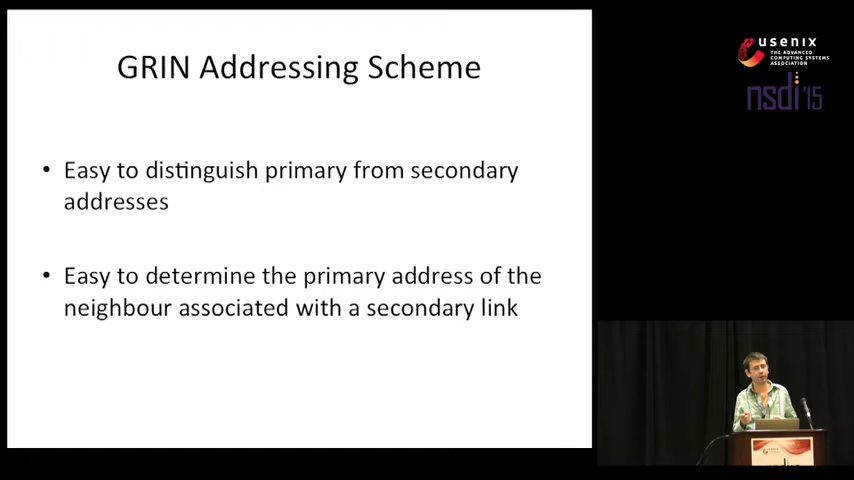 GRIN Addressing Scheme
• Easy to distinguish primary from secondary
addresses
• Easy to determine the primary address of the
neighbour associated with a secondary link
usenix
THE ADVANCED
COMPUTING SYSTEMS
ASSOCIATION
nsdi '15